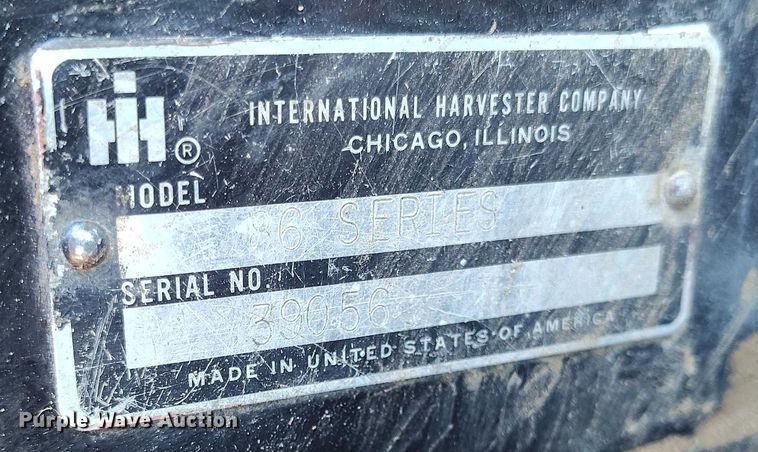 IH®
INTERNATIONAL HARVESTER COMPANY
CHICAGO, ILLINOIS
MODEL
86 SERIES
SERIAL NO.
39056
MADE IN UNITED STATES OF AMERICA
Purple Wave Auction